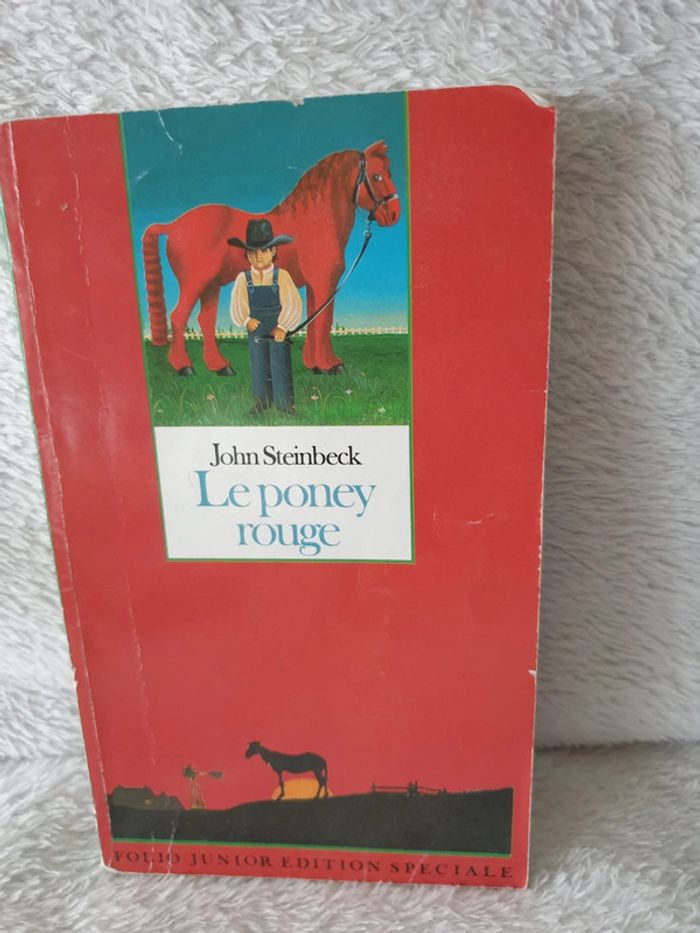 John Steinbeck
Le poney
rouge
FOLIO JUNIOR EDITION SPECIALE